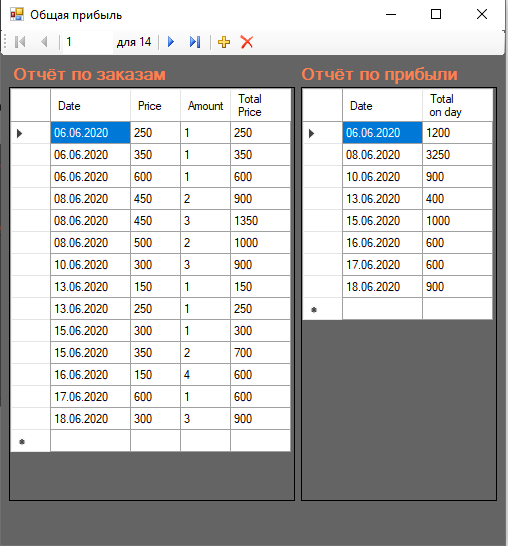 Общая прибыль
1 для 14
Отчёт по заказам
Date Price Amount Total Price
06.06.2020 250 1 250
06.06.2020 350 1 350
06.06.2020 600 1 600
08.06.2020 450 2 900
08.06.2020 450 3 1350
08.06.2020 500 2 1000
10.06.2020 300 3 900
13.06.2020 150 1 150
13.06.2020 250 1 250
15.06.2020 300 1 300
15.06.2020 350 2 700
16.06.2020 150 4 600
17.06.2020 600 1 600
18.06.2020 300 3 900
Отчёт по прибыли
Date Total on day
06.06.2020 1200
08.06.2020 3250
10.06.2020 900
13.06.2020 400
15.06.2020 1000
16.06.2020 600
17.06.2020 600
18.06.2020 900